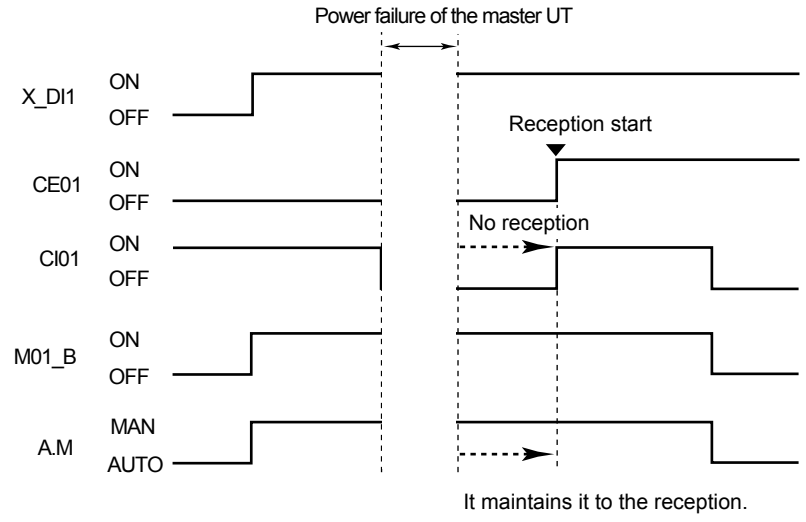 Power failure of the master UT
X_DI1
ON
OFF
Reception start
CE01
ON
OFF
No reception
CI01
ON
OFF
M01_B
ON
OFF
A.M
MAN
AUTO
It maintains it to the reception.